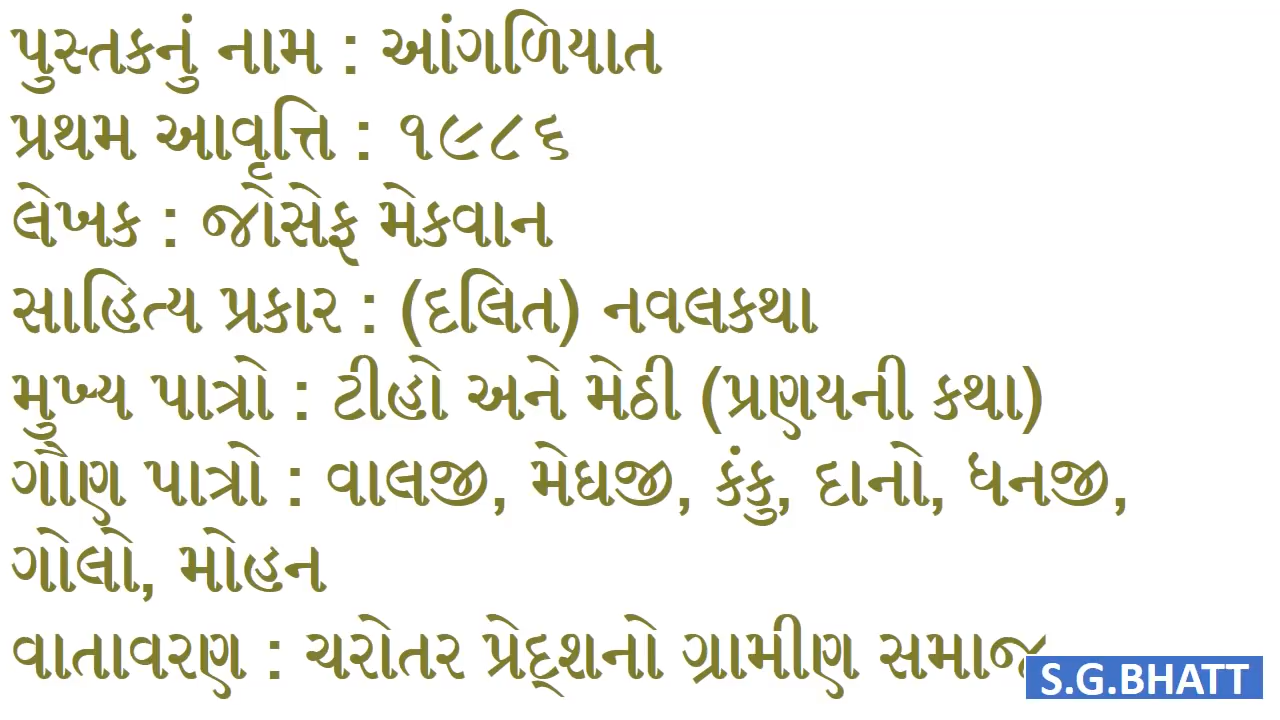 પુસ્તકનું નામ : આંગળિયાત
પ્રથમ આવૃત્તિ : ૧૯૮૬
લેખક : જોસેફ મેકવાન
સાહિત્ય પ્રકાર : (દલિત) નવલકથા
મુખ્ય પાત્રો : ટીહો અને મેઠી (પ્રણયની કથા)
ગૌણ પાત્રો : વાલજી, મેઘજી, કંકુ, દાનો, ધનજી,
ગોલો, મોહન
વાતાવરણ : ચરોતર પ્રેદ્શનો ગ્રામીણ સમાજ
S.G.BHATT